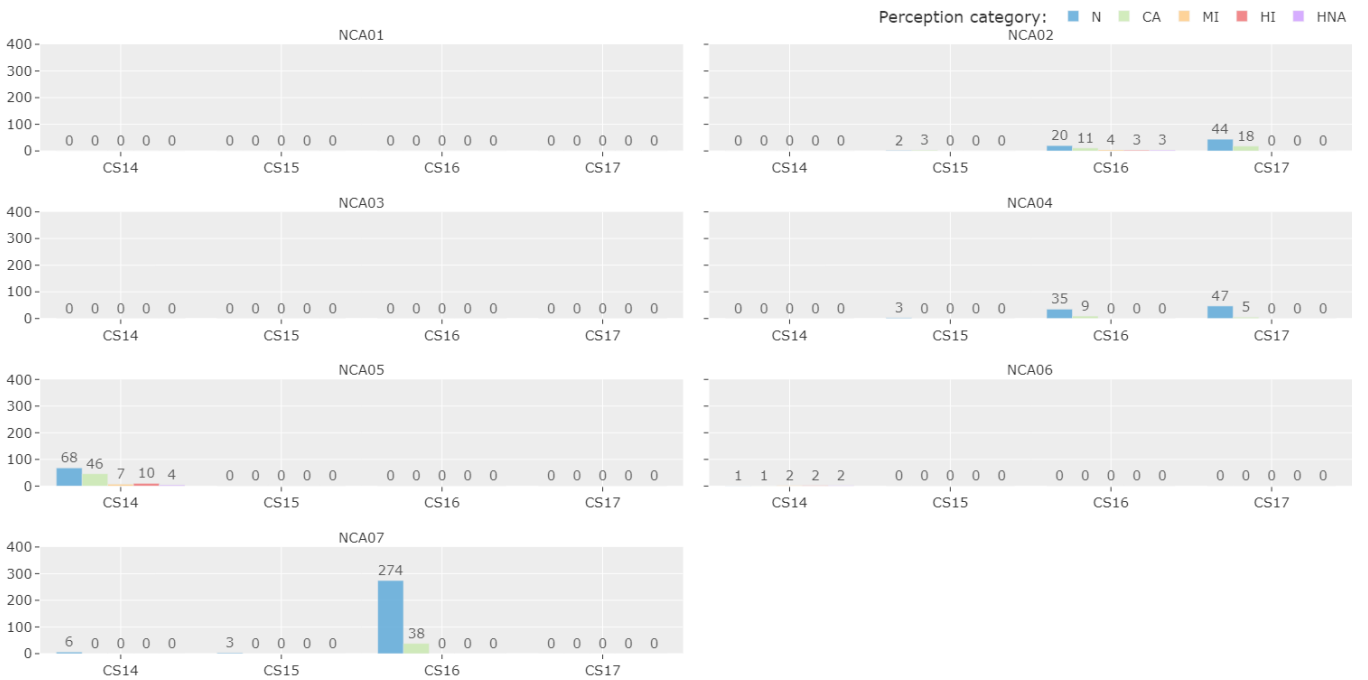 Perception category: N CA MI HI HNA
NCA01
400
300
200
100
0
0 0 0 0 0 0 0 0 0 0 0 0 0 0 0 0 0 0 0 0
CS14 CS15 CS16 CS17
NCA02
0 0 0 0 0 2 3 0 0 0 20 11 4 3 3 44 18 0 0 0
CS14 CS15 CS16 CS17
NCA03
400
300
200
100
0
0 0 0 0 0 0 0 0 0 0 0 0 0 0 0 0 0 0 0 0
CS14 CS15 CS16 CS17
NCA04
0 0 0 0 0 3 0 0 0 0 35 9 0 0 0 47 5 0 0 0
CS14 CS15 CS16 CS17
NCA05
400
300
200
100
0
68 46 7 10 4 0 0 0 0 0 0 0 0 0 0 0 0 0 0 0
CS14 CS15 CS16 CS17
NCA06
1 1 2 2 2 0 0 0 0 0 0 0 0 0 0 0 0 0 0 0
CS14 CS15 CS16 CS17
NCA07
400
300
200
100
0
6 0 0 0 0 3 0 0 0 0 274 38 0 0 0 0 0 0 0 0
CS14 CS15 CS16 CS17